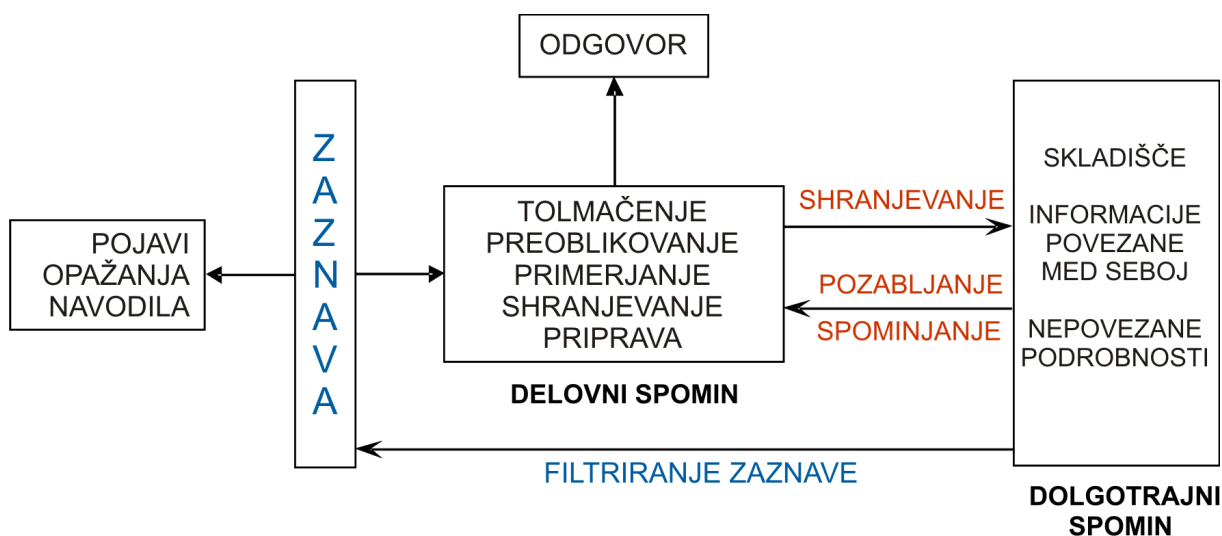 ODGOVOR
ZAZNAVA
POJAVI
OPAŽANJA
NAVODILA
TOLMAČENJE
PREOBLIKOVANJE
PRIMERJANJE
SHRANJEVANJE
PRIPRAVA
DELOVNI SPOMIN
SHRANJEVANJE
POZABLJANJE
SPOMINJANJE
FILTRIRANJE ZAZNAVE
SKLADIŠČE
INFORMACIJE
POVEZANE
MED SEBOJ
NEPOVEZANE
PODROBNOSTI
DOLGOTRAJNI
SPOMIN